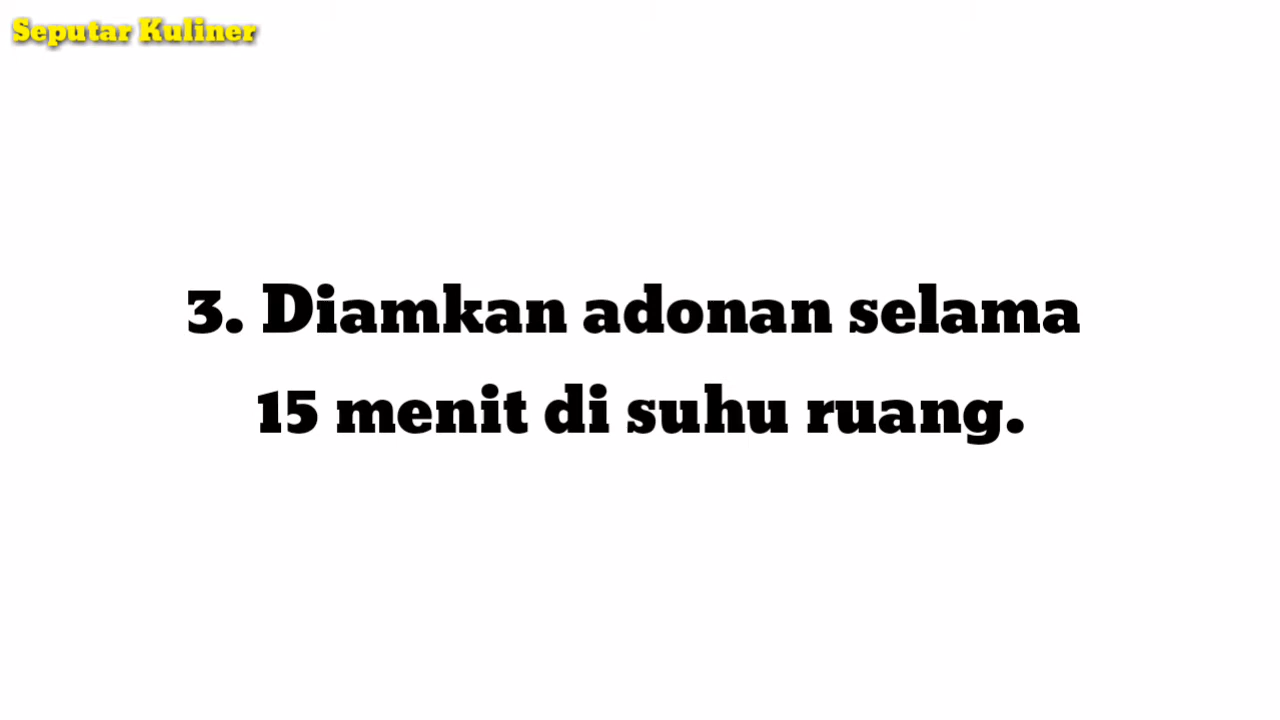 Seputar Kuliner
3. Diamkan adonan selama
15 menit di suhu ruang.